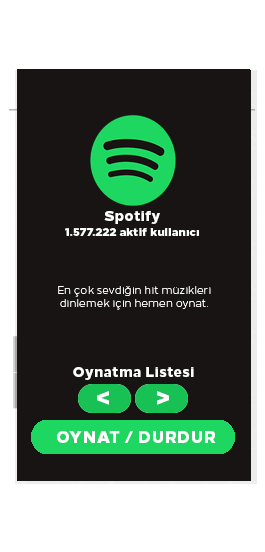 Spotify
1.577.222 aktif kullanıcı
En çok sevdiğin hit müzikleri
dinlemek için hemen oynat.
Oynatma Listesi
< >
OYNAT / DURDUR